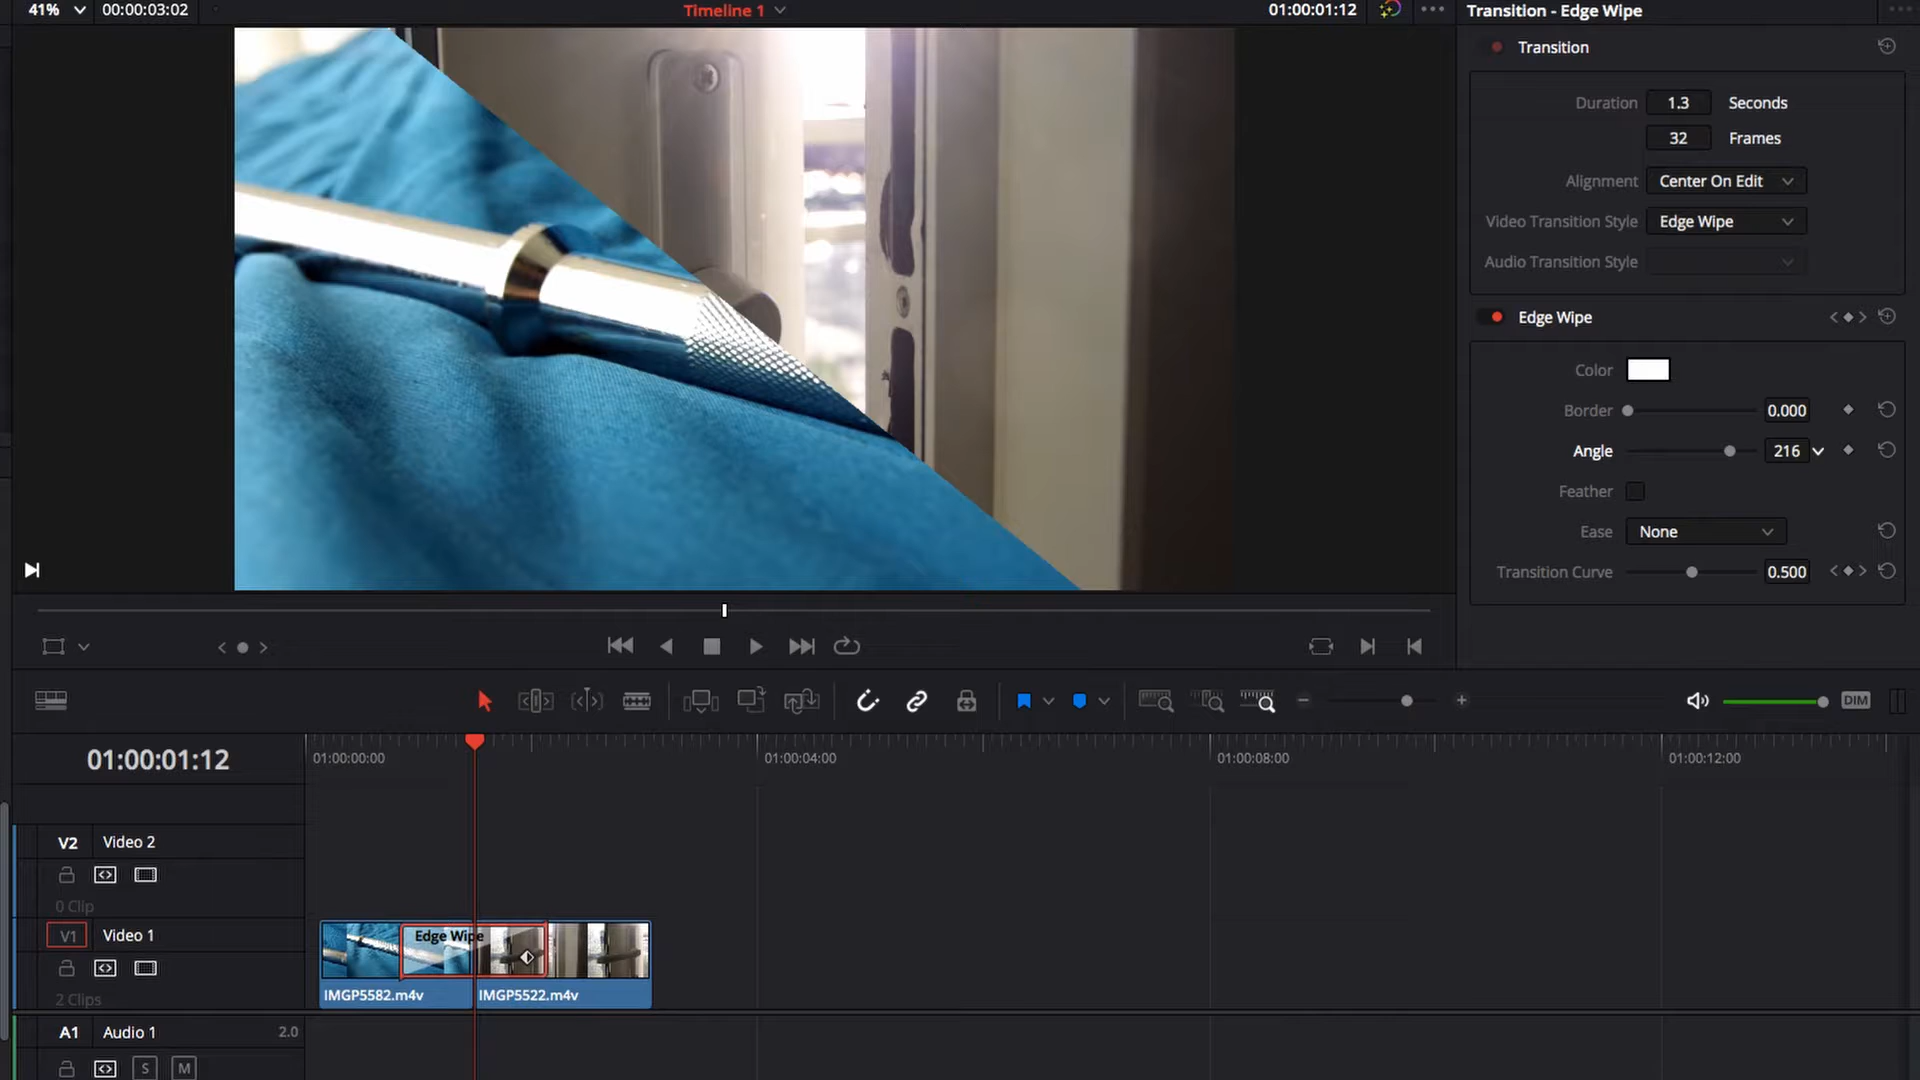 41% 00:00:03:02 Timeline 1 01:00:01:12 Transition - Edge Wipe
Transition
Duration 1.3 Seconds
32 Frames
Alignment Center On Edit
Video Transition Style Edge Wipe
Audio Transition Style
Edge Wipe
Color
Border 0.000
Angle 216
Feather
Ease None
Transition Curve 0.500
DIM
01:00:01:12
01:00:00:00 01:00:04:00 01:00:08:00 01:00:12:00
V2 Video 2
0 Clip
V1 Video 1
Edge Wipe
2 Clips
IMGP5582.m4v IMGP5522.m4v
A1 Audio 1 2.0
S M